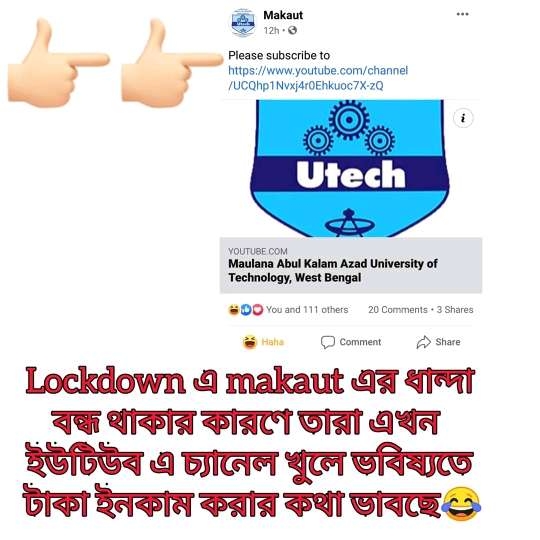 Makaut
12h
Please subscribe to
https://www.youtube.com/channel
/UCQhp1Nvxj4r0Ehkuoc7X-zQ
Utech
Utech
YOUTUBE.COM
Maulana Abul Kalam Azad University of
Technology, West Bengal
You and 111 others 20 Comments • 3 Shares
Haha Comment Share
Lockdown এ makaut এর ধান্দা
বন্ধ থাকার কারণে তারা এখন
ইউটিউব এ চ্যানেল খুলে ভবিষ্যতে
টাকা ইনকাম করার কথা ভাবছে😂